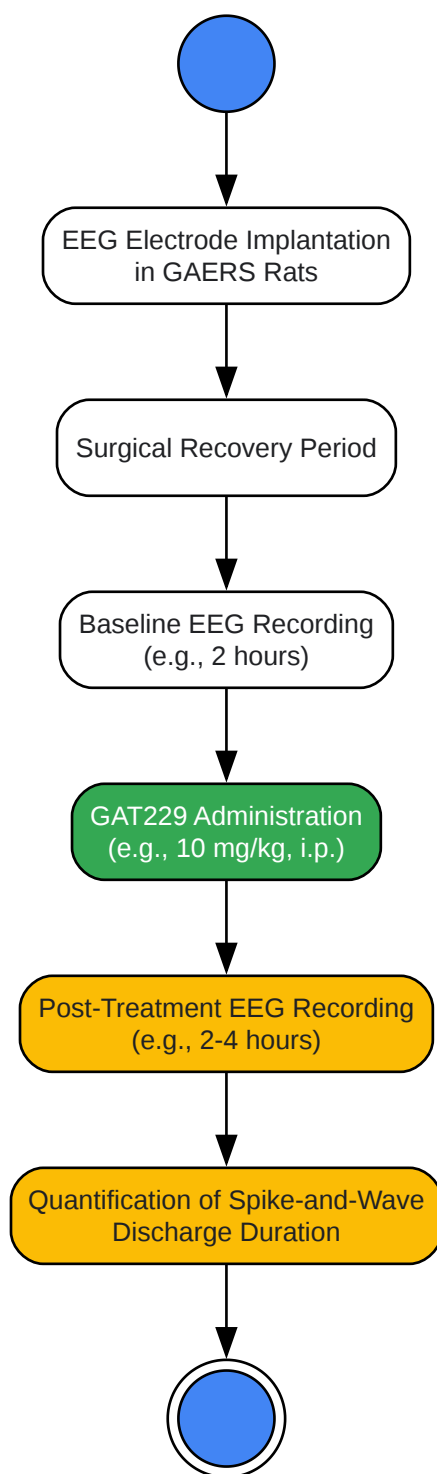 EEG Electrode Implantation
in GAERS Rats
Surgical Recovery Period
Baseline EEG Recording
(e.g., 2 hours)
GAT229 Administration
(e.g., 10 mg/kg, i.p.)
Post-Treatment EEG Recording
(e.g., 2-4 hours)
Quantification of Spike-and-Wave
Discharge Duration